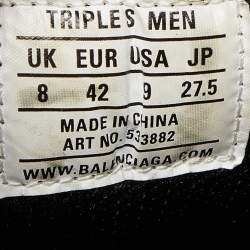 TRIPLE S MEN
UK EUR USA JP
8 42 9 27.5
MADE IN CHINA
ART NO. 533882
WWW.BALENCIAGA.COM